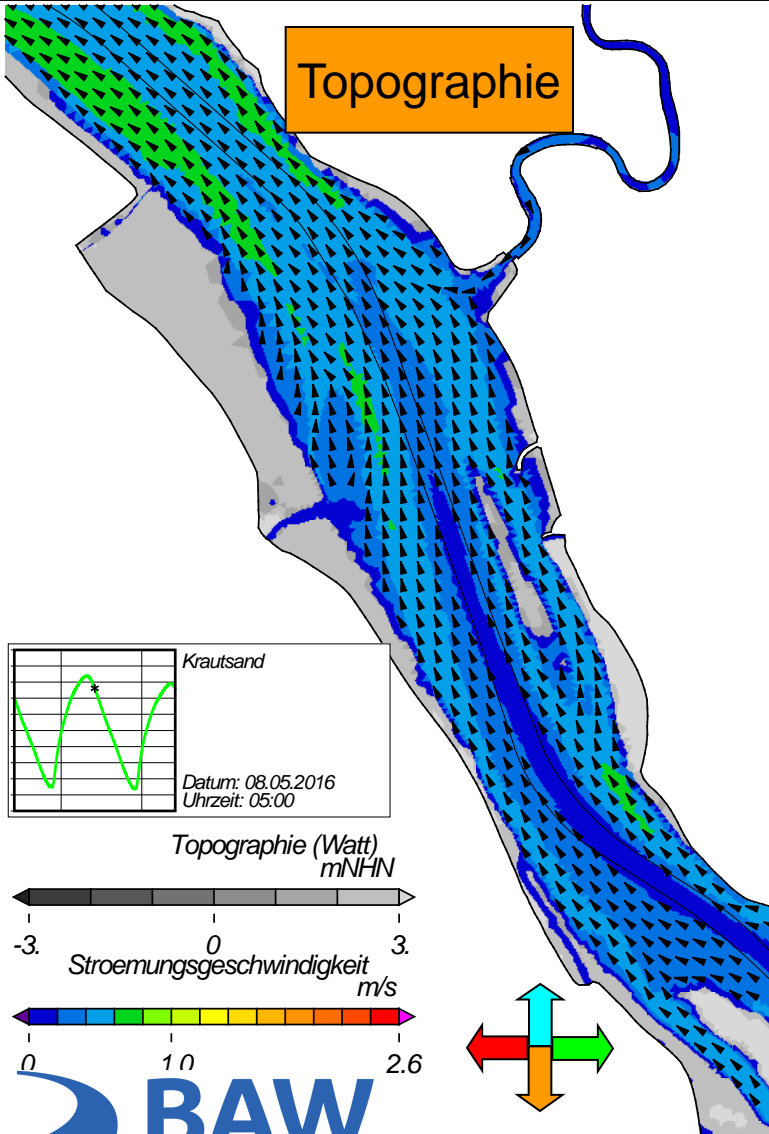 Topographie
Krautsand
Datum: 08.05.2016
Uhrzeit: 05:00
Topographie (Watt)
mNHN
-3. 0 3.
Stroemungsgeschwindigkeit
m/s
0 1.0 2.6
BAW